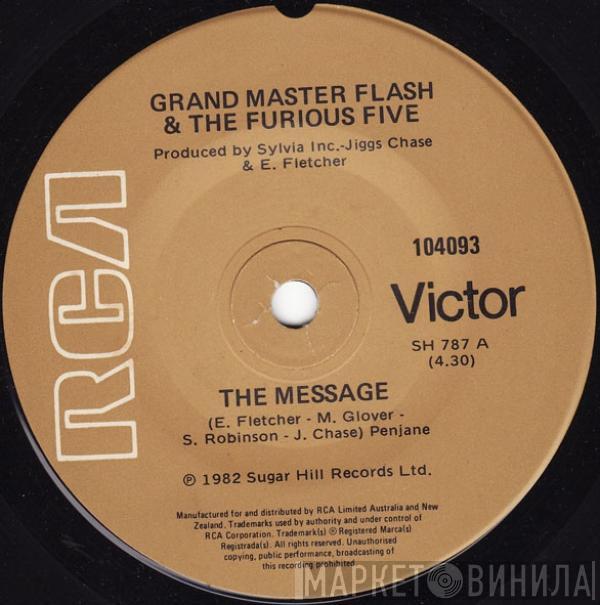 GRAND MASTER FLASH
& THE FURIOUS FIVE
Produced by Sylvia Inc.-Jiggs Chase
& E. Fletcher
RCA
104093
Victor
SH 787 A
(4.30)
THE MESSAGE
(E. Fletcher - M. Glover -
S. Robinson - J. Chase) Penjane
℗ 1982 Sugar Hill Records Ltd.
Manufactured for and distributed by RCA Limited Australia and New
Zealand. Trademarks used by authority and under control of
RCA Corporation. Trademark(s) ® Registered Marca(s)
Registrada(s). All rights reserved. Unauthorised
copying, public performance, broadcasting of
this recording prohibited
МАРКЕТ ВИНИЛА